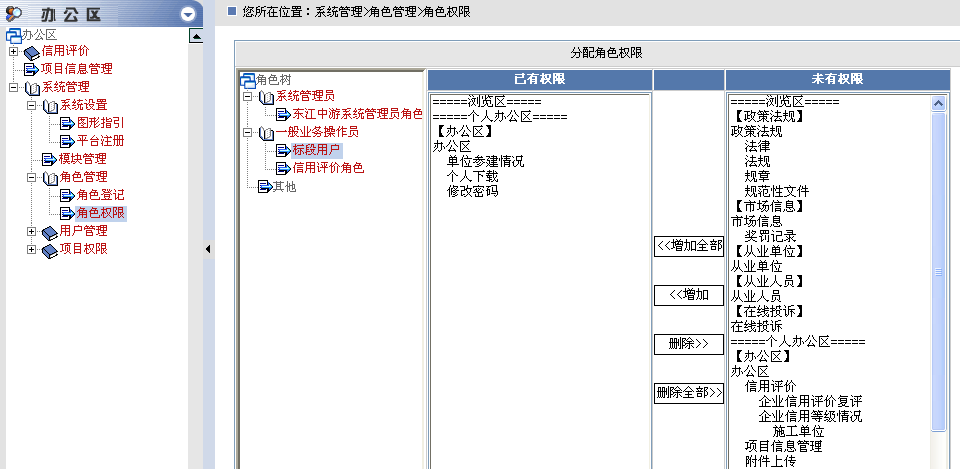 办公区
办公区
信用评价
项目信息管理
系统管理
系统设置
图形指引
平台注册
模块管理
角色管理
角色登记
角色权限
用户管理
项目权限
您所在位置：系统管理>角色管理>角色权限
分配角色权限
角色树
系统管理员
东江中游系统管理员角色
一般业务操作员
标段用户
信用评价角色
其他
已有权限
=====浏览区=====
=====个人办公区=====
【办公区】
办公区
单位参建情况
个人下载
修改密码
<<增加全部
<<增加
删除>>
删除全部>>
未有权限
=====浏览区=====
【政策法规】
政策法规
法律
法规
规章
规范性文件
【市场信息】
市场信息
奖罚记录
【从业单位】
从业单位
【从业人员】
从业人员
【在线投诉】
在线投诉
=====个人办公区=====
【办公区】
办公区
信用评价
企业信用评价复评
企业信用等级情况
施工单位
项目信息管理
附件上传